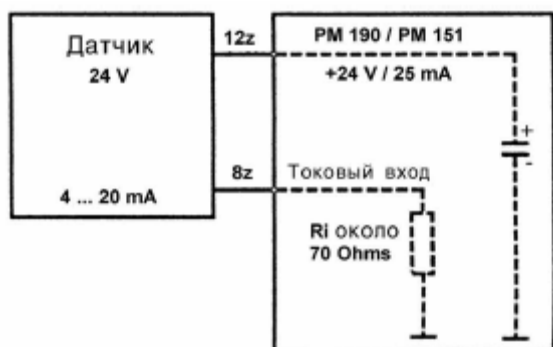 Датчик
24 V
12z
PM 190 / PM 151
+24 V / 25 mA
+
-
8z
Токовый вход
4 ... 20 mA
Ri около
70 Ohms